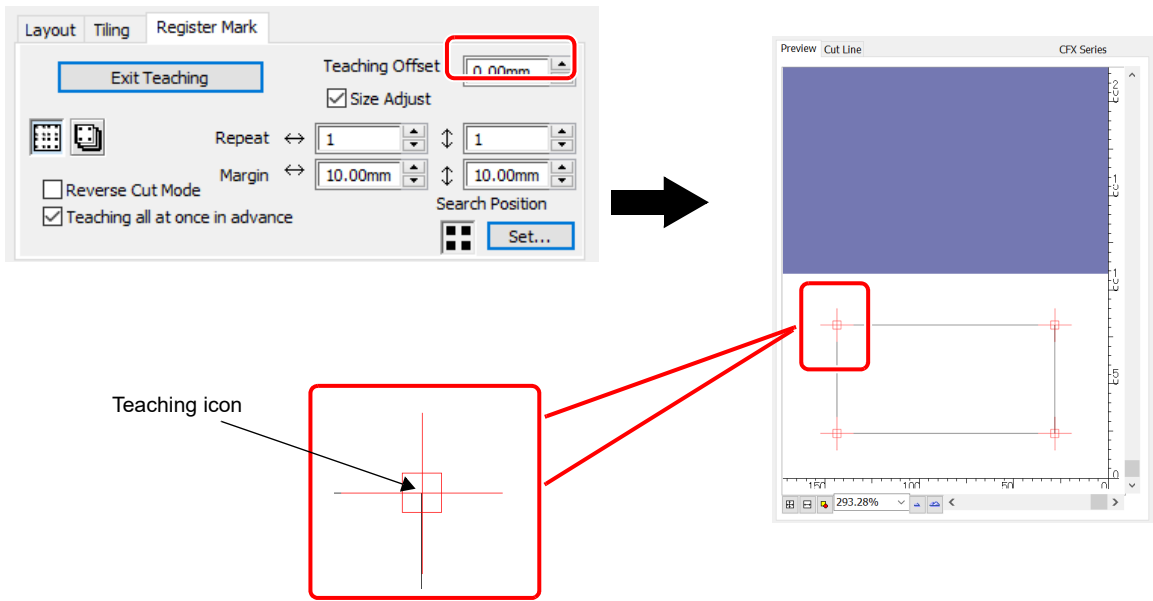 Layout Tiling Register Mark
Exit Teaching
Teaching Offset 0.00mm
Size Adjust
Repeat 1 1
Margin 10.00mm 10.00mm
Reverse Cut Mode
Teaching all at once in advance
Search Position
Set...
Preview Cut Line CFX Series
Teaching icon
150 100 50 0
293.28%